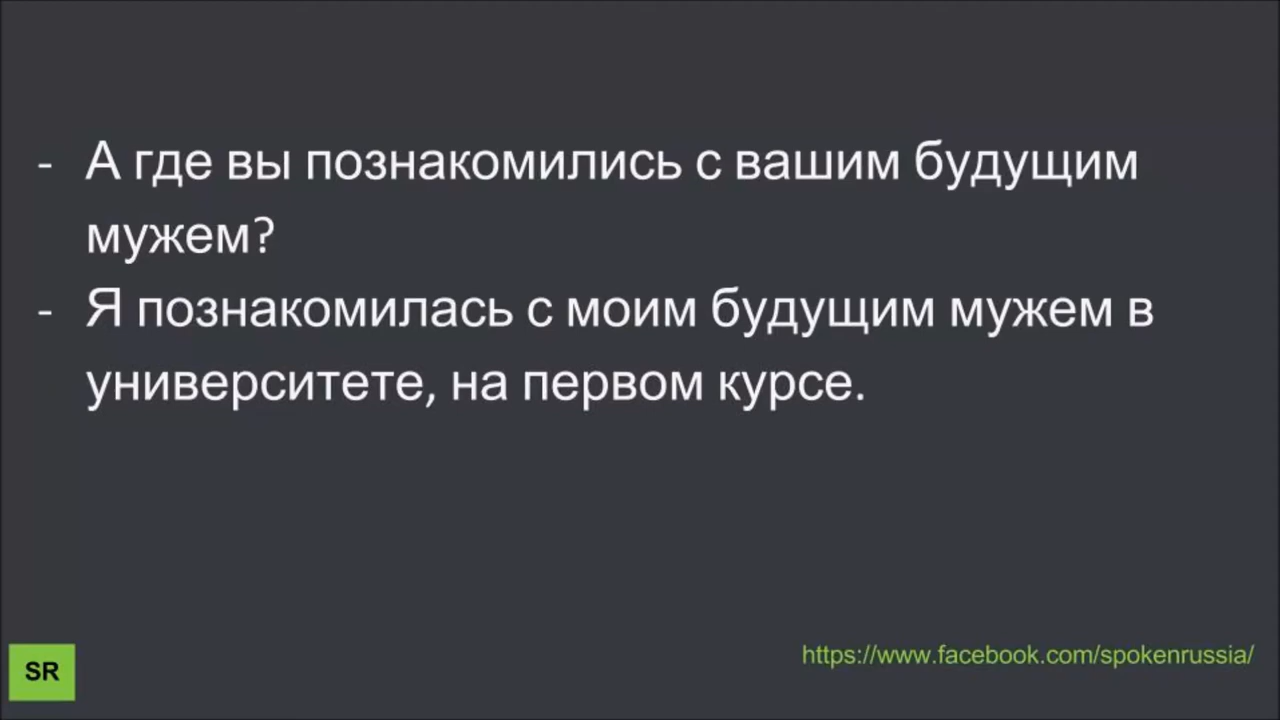 - А где вы познакомились с вашим будущим
мужем?
- Я познакомилась с моим будущим мужем в
университете, на первом курсе.
SR
https://www.facebook.com/spokenrussia/